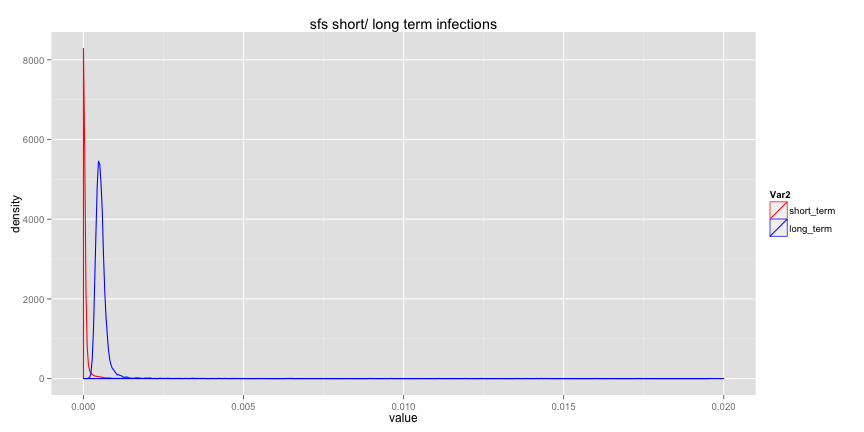 sfs short/ long term infections
8000
6000
4000
2000
0
density
0.000 0.005 0.010 0.015 0.020
value
Var2
short_term
long_term